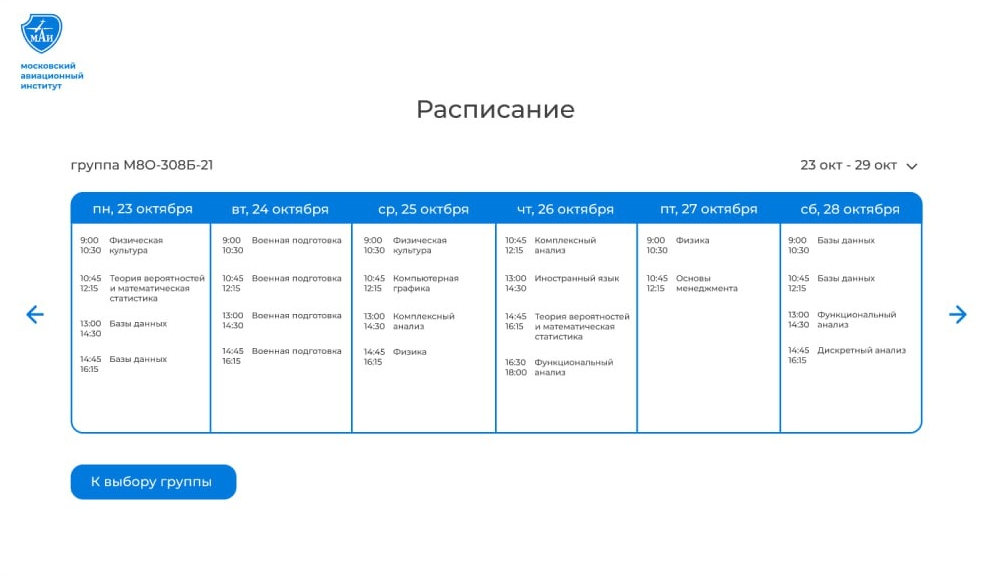 МАИ
московский
авиационный
институт
Расписание
группа М8О-308Б-21
23 окт - 29 окт
пн, 23 октября
9:00 Физическая
10:30 культура
10:45 Теория вероятностей
12:15 и математическая
статистика
13:00 Базы данных
14:30
14:45 Базы данных
16:15
вт, 24 октября
9:00 Военная подготовка
10:30
10:45 Военная подготовка
12:15
13:00 Военная подготовка
14:30
14:45 Военная подготовка
16:15
ср, 25 октября
9:00 Физическая
10:30 культура
10:45 Компьютерная
12:15 графика
13:00 Комплексный
14:30 анализ
14:45 Физика
16:15
чт, 26 октября
10:45 Комплексный
12:15 анализ
13:00 Иностранный язык
14:30
14:45 Теория вероятностей
16:15 и математическая
статистика
16:30 Функциональный
18:00 анализ
пт, 27 октября
9:00 Физика
10:30
10:45 Основы
12:15 менеджмента
сб, 28 октября
9:00 Базы данных
10:30
10:45 Базы данных
12:15
13:00 Функциональный
14:30 анализ
14:45 Дискретный анализ
16:15
К выбору группы